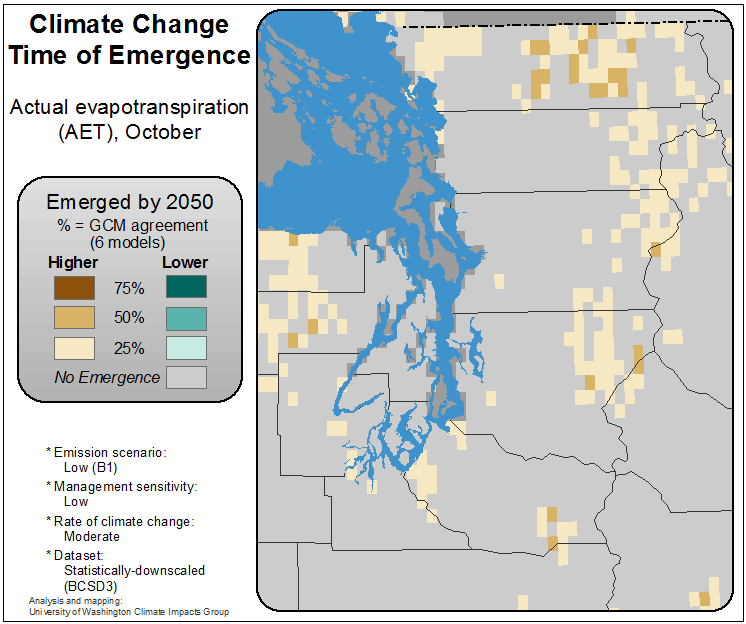 Climate Change
Time of Emergence
Actual evapotranspiration
(AET), October
Emerged by 2050
% = GCM agreement
(6 models)
Higher Lower
75%
50%
25%
No Emergence
* Emission scenario:
Low (B1)
* Management sensitivity:
Low
* Rate of climate change:
Moderate
* Dataset:
Statistically-downscaled
(BCSD3)
Analysis and mapping:
University of Washington Climate Impacts Group